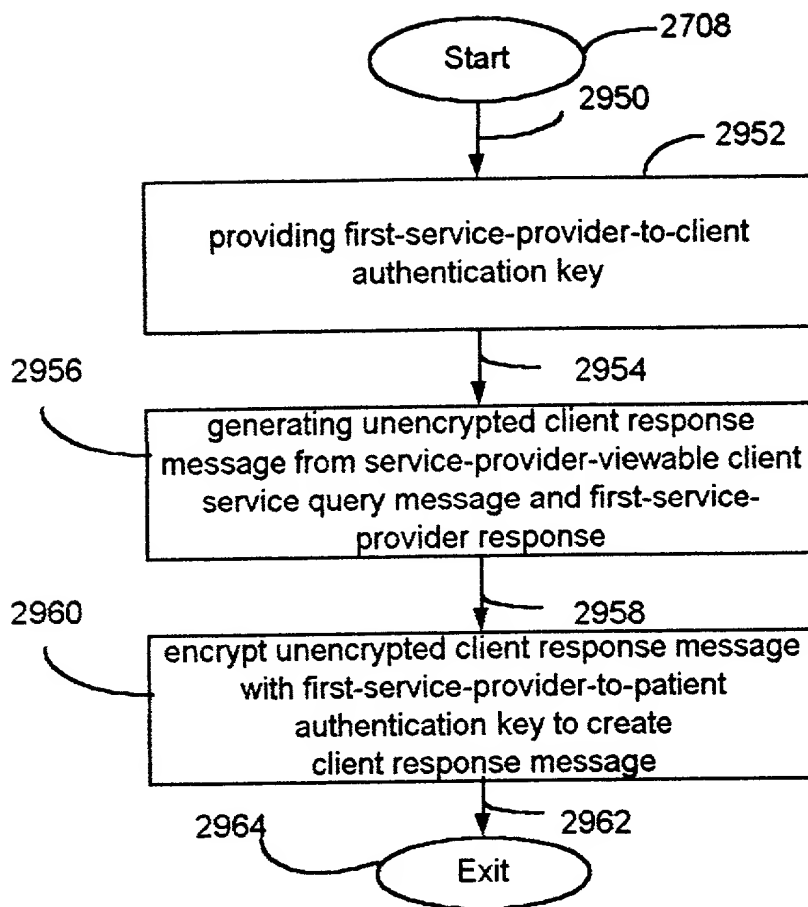 Start
2708
2950
2952
providing first-service-provider-to-client
authentication key
2954
2956
generating unencrypted client response
message from service-provider-viewable client
service query message and first-service-
provider response
2958
2960
encrypt unencrypted client response message
with first-service-provider-to-patient
authentication key to create
client response message
2962
2964
Exit